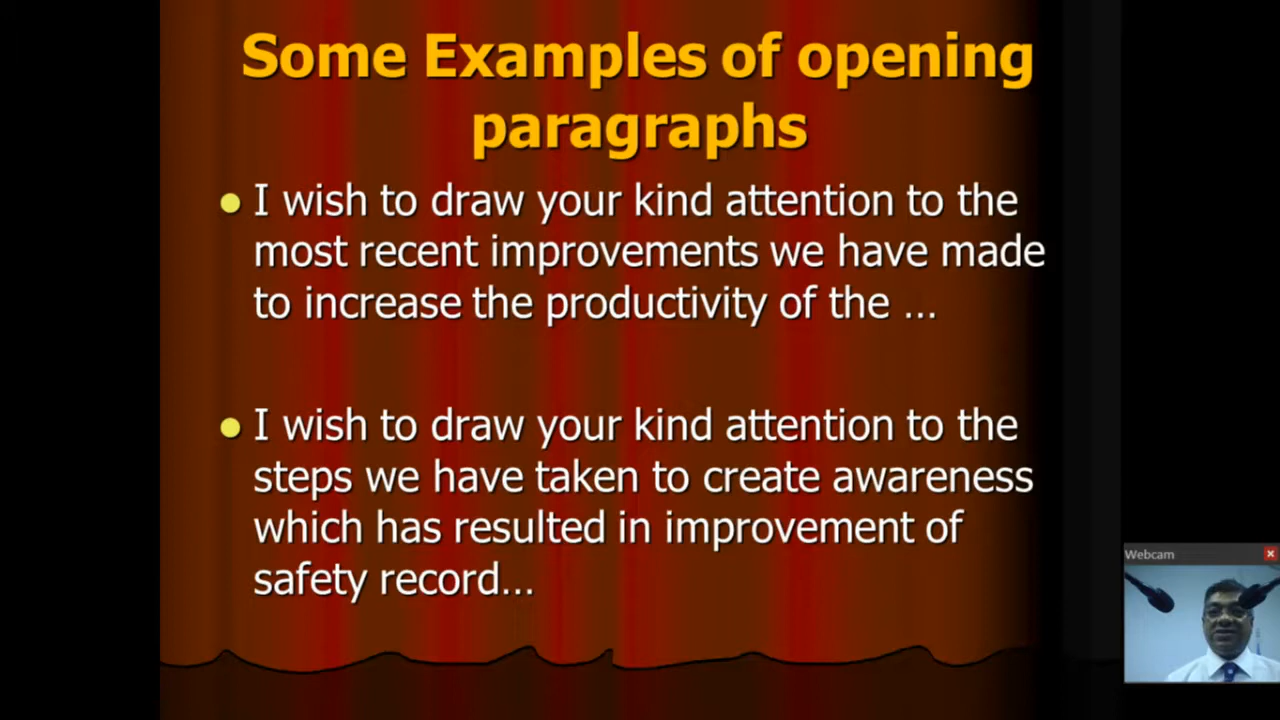 Some Examples of opening
paragraphs
I wish to draw your kind attention to the
most recent improvements we have made
to increase the productivity of the ...
I wish to draw your kind attention to the
steps we have taken to create awareness
which has resulted in improvement of
safety record...
Webcam